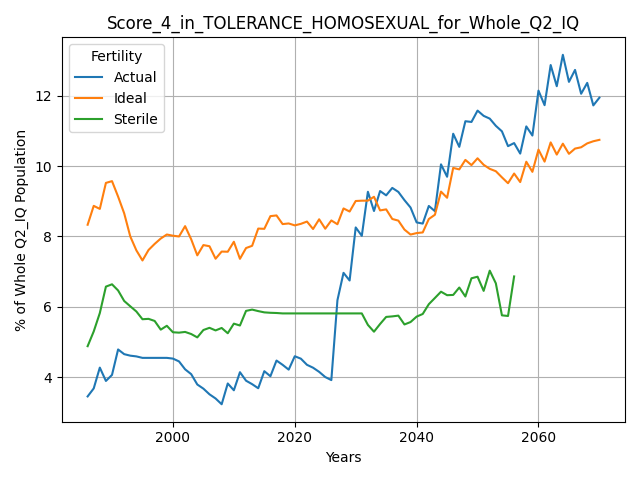 Score_4_in_TOLERANCE_HOMOSEXUAL_for_Whole_Q2_IQ
Fertility
Actual
Ideal
Sterile
% of Whole Q2_IQ Population
12
10
8
6
4
2000
2020
2040
2060
Years